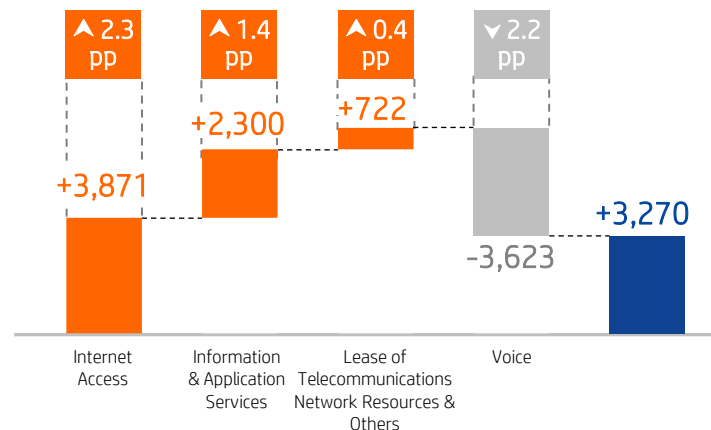 2.3
pp
1.4
pp
0.4
pp
2.2
pp
+3,871
+2,300
+722
-3,623
+3,270
Internet
Access
Information
& Application
Services
Lease of
Telecommunications
Network Resources &
Others
Voice